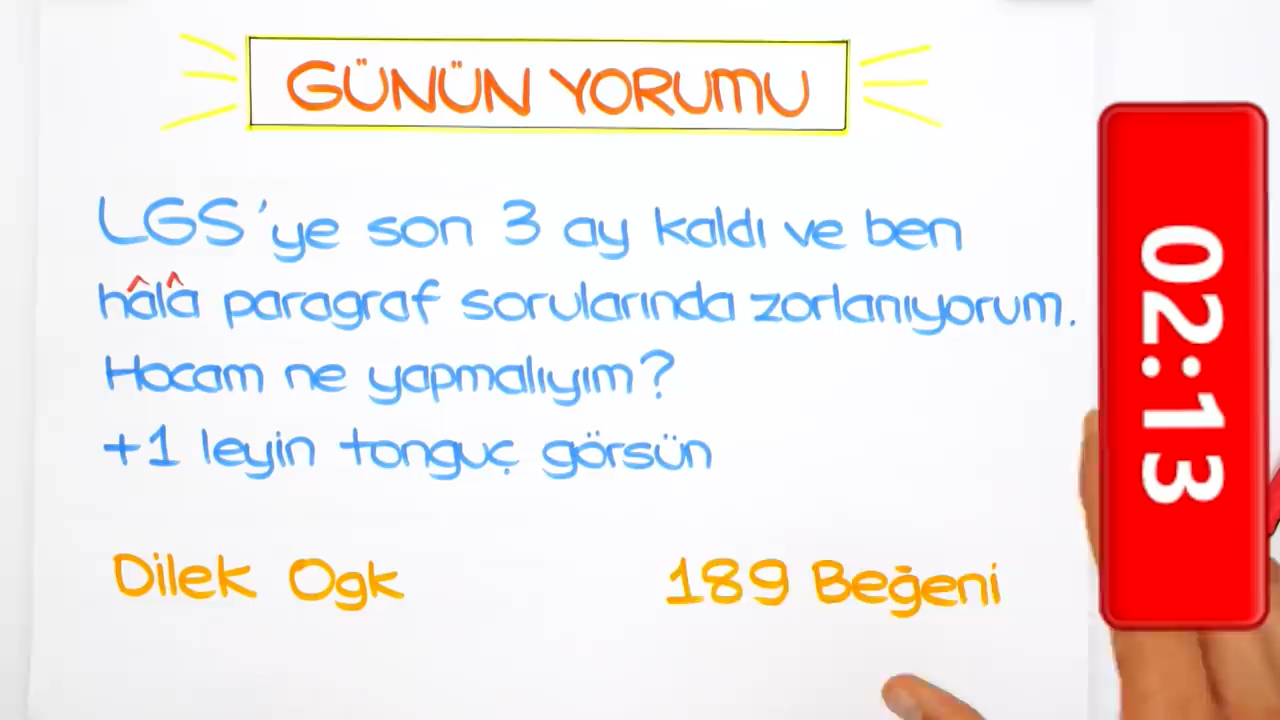 GÜNÜN YORUMU
LGS'ye son 3 ay kaldı ve ben
hâlâ paragraf sorularında zorlanıyorum.
Hocam ne yapmalıyım?
+1 leyin tonguç görsün
Dilek Ogk
189 Beğeni
02:13